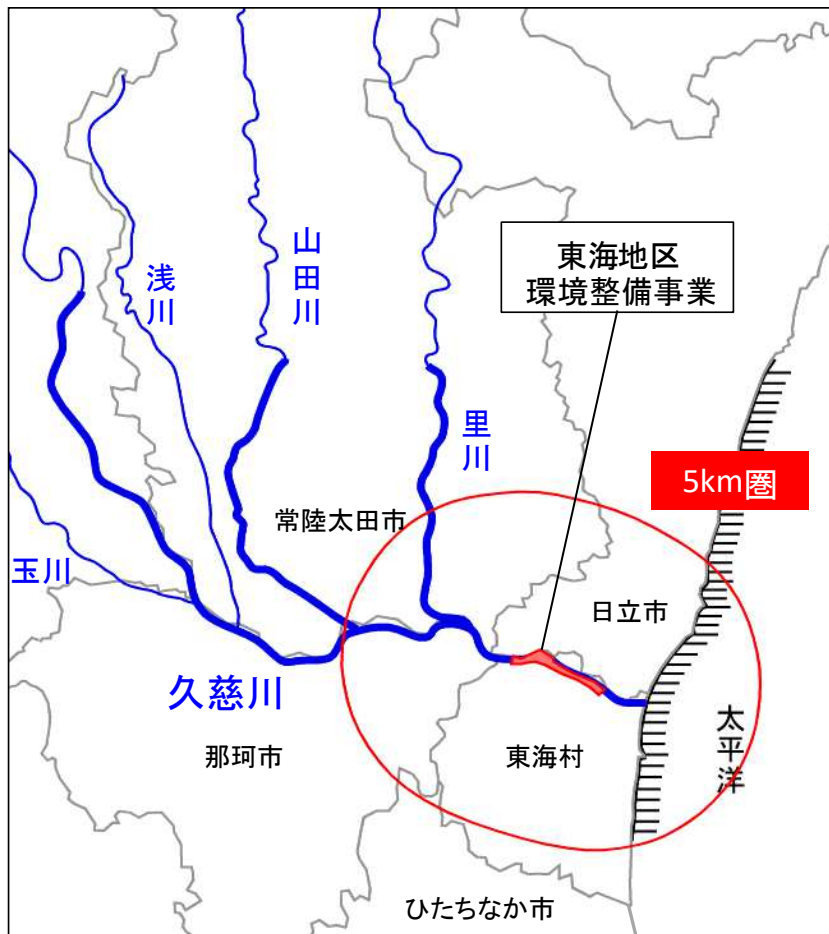 東海地区
環境整備事業
山田川
浅川
里川
5km圏
常陸太田市
玉川
日立市
久慈川
太平洋
那珂市
東海村
ひたちなか市